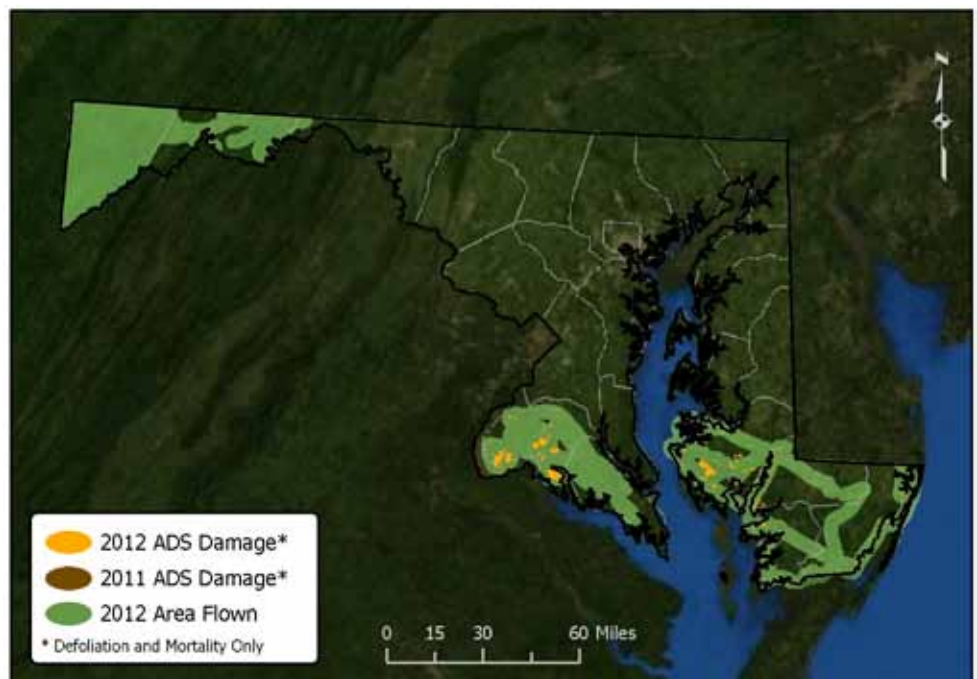 N
2012 ADS Damage*
2011 ADS Damage*
2012 Area Flown
* Defoliation and Mortality Only
0 15 30 60 Miles